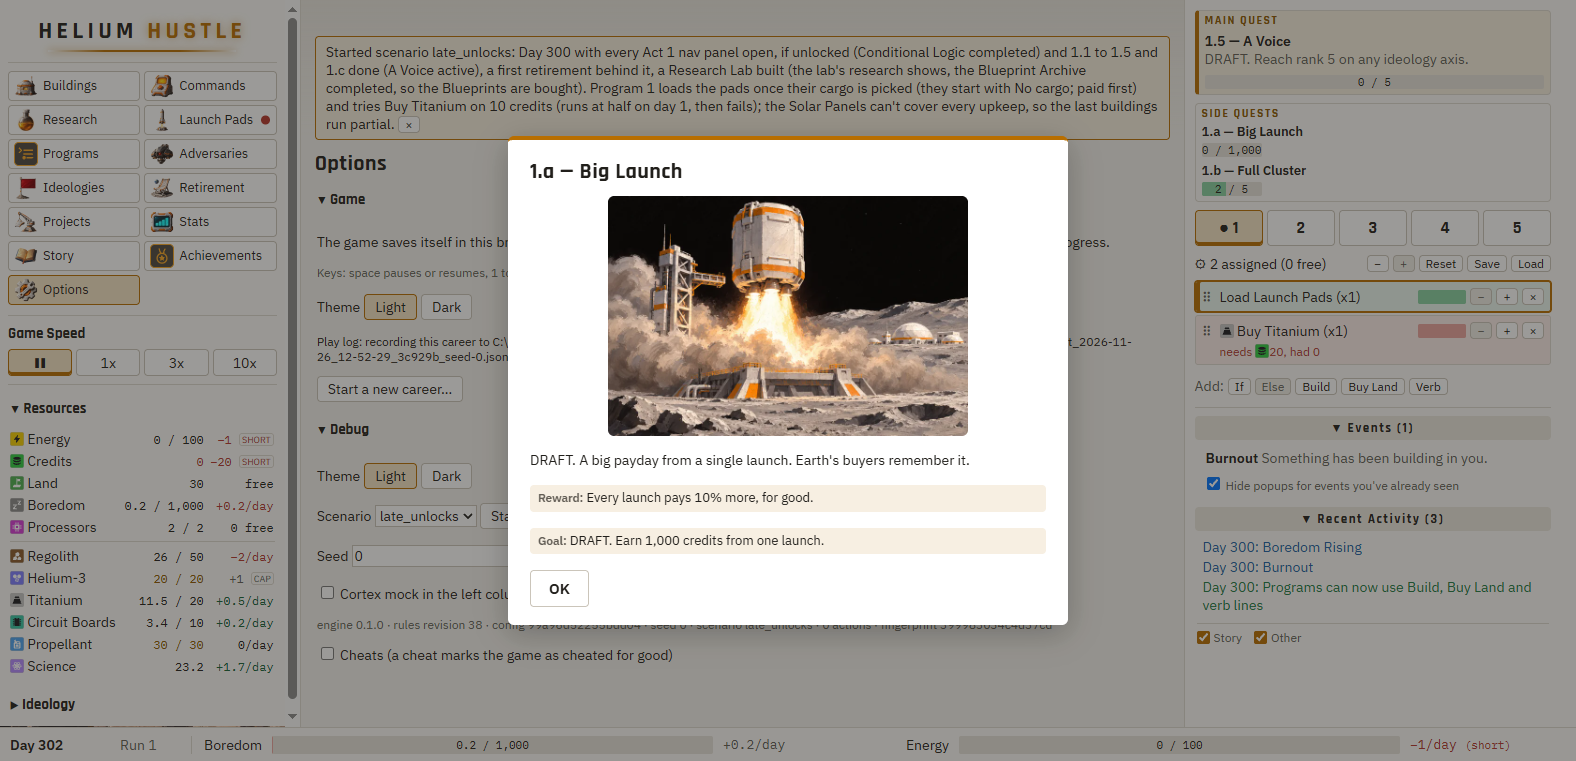 HELIUM HUSTLE
Buildings
Commands
Research
Launch Pads
Programs
Adversaries
Ideologies
Retirement
Projects
Stats
Story
Achievements
Options
Game Speed
1x
3x
10x
▼ Resources
Energy 0 / 100 −1 SHORT
Credits 0 −20 SHORT
Land 30 free
Boredom 0.2 / 1,000 +0.2/day
Processors 2 / 2 0 free
Regolith 26 / 50 −2/day
Helium-3 20 / 20 +1 CAP
Titanium 11.5 / 20 +0.5/day
Circuit Boards 3.4 / 10 +0.2/day
Propellant 30 / 30 0/day
Science 23.2 +1.7/day
▶ Ideology
Started scenario late_unlocks: Day 300 with every Act 1 nav panel open, if unlocked (Conditional Logic completed) and 1.1 to 1.5 and
1.c done (A Voice active), a first retirement behind it, a Research Lab built (the lab's research shows, the Blueprint Archive
completed, so the Blueprints are bought). Program 1 loads the pads once their cargo is picked (they start with No cargo; paid first)
and tries Buy Titanium on 10 credits (runs at half on day 1, then fails); the Solar Panels can't cover every upkeep, so the last buildings
run partial. ×
Options
▼ Game
The game saves itself in this br
ogress.
Keys: space pauses or resumes, 1 to
Theme Light Dark
Play log: recording this career to C:\
t_2026-11-
26_12-52-29_3c929b_seed-0.json
Start a new career...
▼ Debug
Theme Light Dark
Scenario late_unlocks Sta
Seed 0
Cortex mock in the left colu
Cheats (a cheat marks the game as cheated for good)
1.a — Big Launch
DRAFT. A big payday from a single launch. Earth's buyers remember it.
Reward: Every launch pays 10% more, for good.
Goal: DRAFT. Earn 1,000 credits from one launch.
OK
MAIN QUEST
1.5 — A Voice
DRAFT. Reach rank 5 on any ideology axis.
0 / 5
SIDE QUESTS
1.a — Big Launch
0 / 1,000
1.b — Full Cluster
2 / 5
1
2
3
4
5
2 assigned (0 free) − + Reset Save Load
Load Launch Pads (x1) − + ×
Buy Titanium (x1) − + ×
needs 20, had 0
Add: If Else Build Buy Land Verb
▼ Events (1)
Burnout Something has been building in you.
Hide popups for events you've already seen
▼ Recent Activity (3)
Day 300: Boredom Rising
Day 300: Burnout
Day 300: Programs can now use Build, Buy Land and
verb lines
Story
Other
Day 302
Run 1
Boredom 0.2 / 1,000 +0.2/day
Energy 0 / 100 −1/day (short)